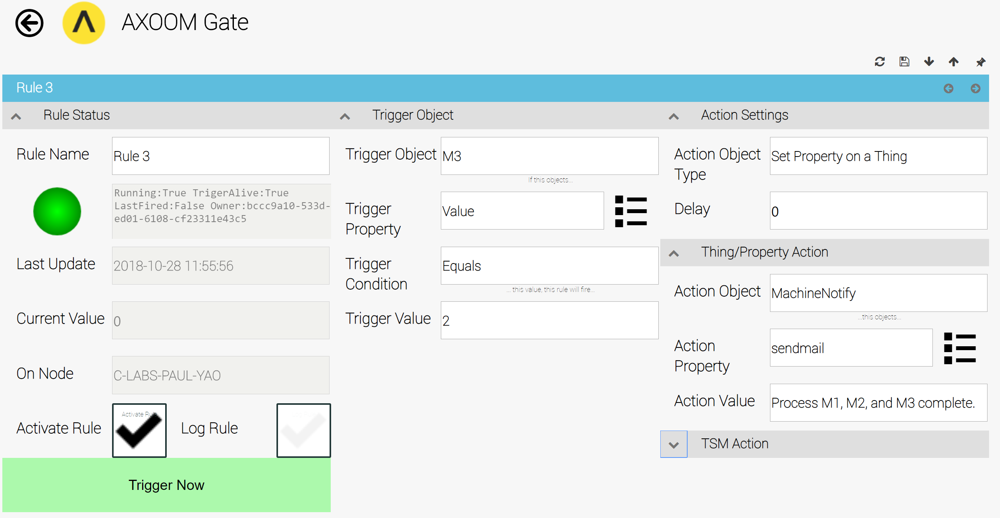 AXOOM Gate
Rule 3
Rule Status
Rule Name
Rule 3
Running:True TrigerAlive:True
LastFired:False Owner:bccc9a10-533d-
ed01-6108-cf23311e43c5
Last Update
2018-10-28 11:55:56
Current Value
0
On Node
C-LABS-PAUL-YAO
Activate Rule
Activate Rule
Log Rule
Log Rule
Trigger Now
Trigger Object
Trigger Object
M3
If this objects...
Trigger
Property
Value
Trigger
Condition
Equals
... this value, this rule will fire...
Trigger Value
2
Action Settings
Action Object
Type
Set Property on a Thing
Delay
0
Thing/Property Action
Action Object
MachineNotify
...this objects...
Action
Property
sendmail
Action Value
Process M1, M2, and M3 complete.
TSM Action